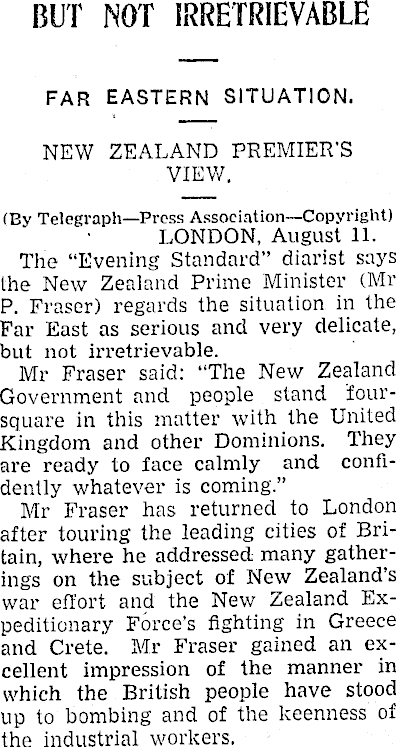 BUT NOT IRRETRIEVABLE
FAR EASTERN SITUATION.
NEW ZEALAND PREMIER'S
VIEW.
(By Telegraph—Press Association—Copyright)
LONDON, August 11.
The "Evening Standard" diarist says
the New Zealand Prime Minister (Mr
P. Fraser) regards the situation in the
Far East as serious and very delicate,
but not irretrievable.
Mr Fraser said: "The New Zealand
Government and people stand four-
square in this matter with the United
Kingdom and other Dominions. They
are ready to face calmly and confi-
dently whatever is coming."
Mr Fraser has returned to London
after touring the leading cities of Bri-
tain, where he addressed many gather-
ings on the subject of New Zealand's
war effort and the New Zealand Ex-
peditionary Force's fighting in Greece
and Crete. Mr Fraser gained an ex-
cellent impression of the manner in
which the British people have stood
up to bombing and of the keenness of
the industrial workers.